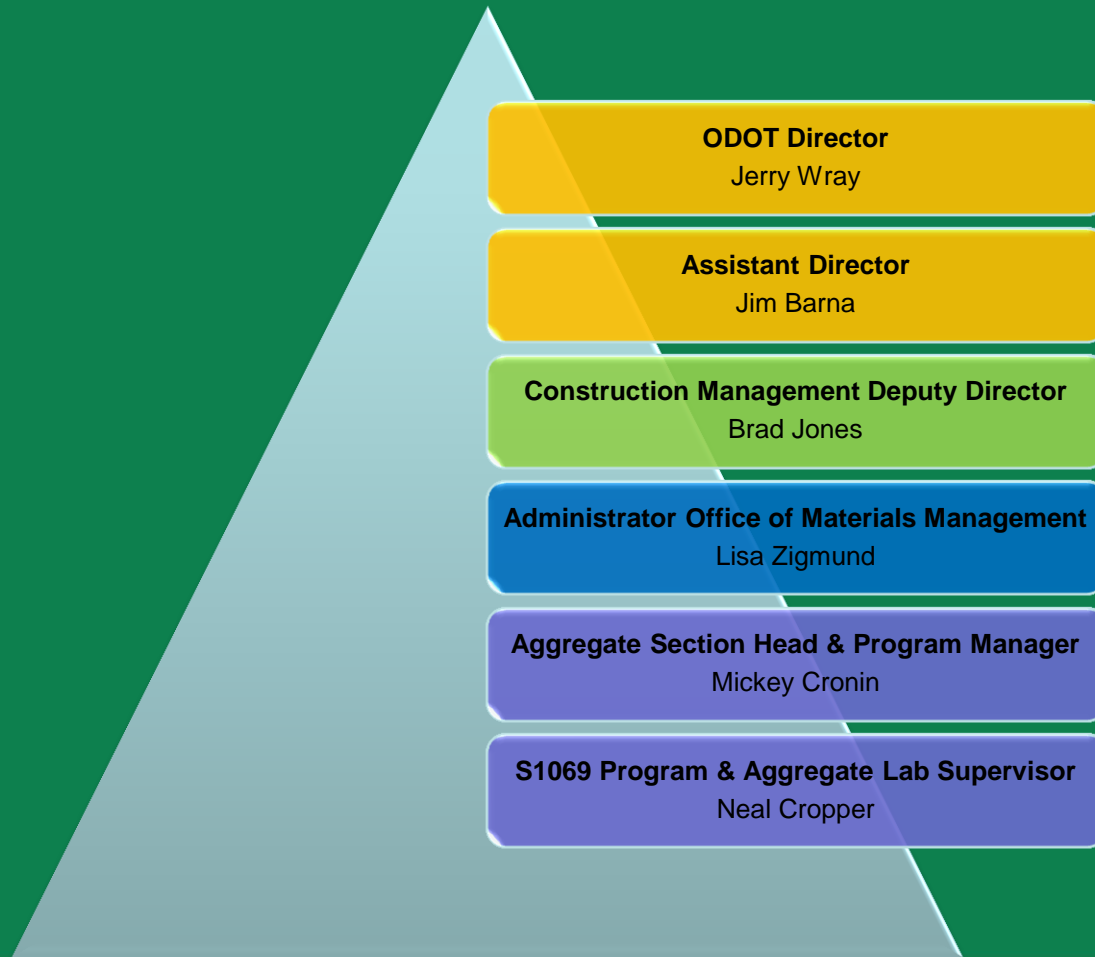 ODOT Director
Jerry Wray
Assistant Director
Jim Barna
Construction Management Deputy Director
Brad Jones
Administrator Office of Materials Management
Lisa Zigmund
Aggregate Section Head & Program Manager
Mickey Cronin
S1069 Program & Aggregate Lab Supervisor
Neal Cropper